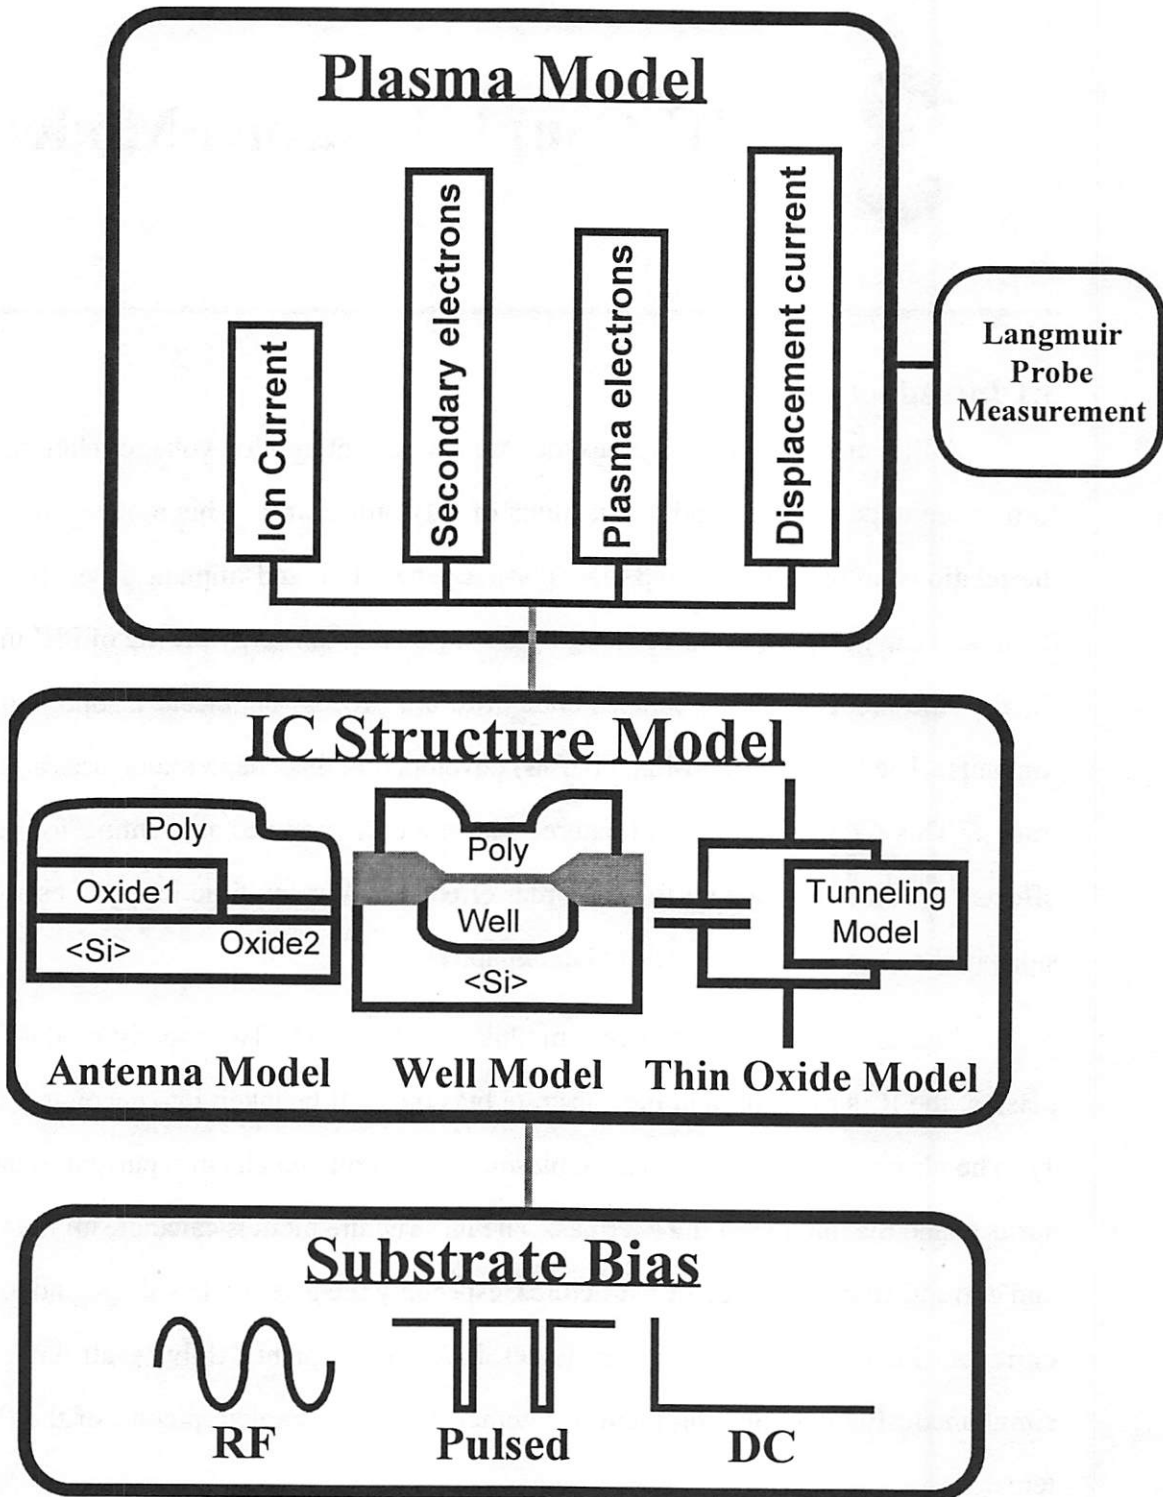 Plasma Model
Ion Current
Secondary electrons
Plasma electrons
Displacement current
Langmuir
Probe
Measurement
IC Structure Model
Poly
Oxide1
Oxide2
<Si>
Poly
Well
<Si>
Tunneling
Model
Antenna Model
Well Model
Thin Oxide Model
Substrate Bias
RF
Pulsed
DC